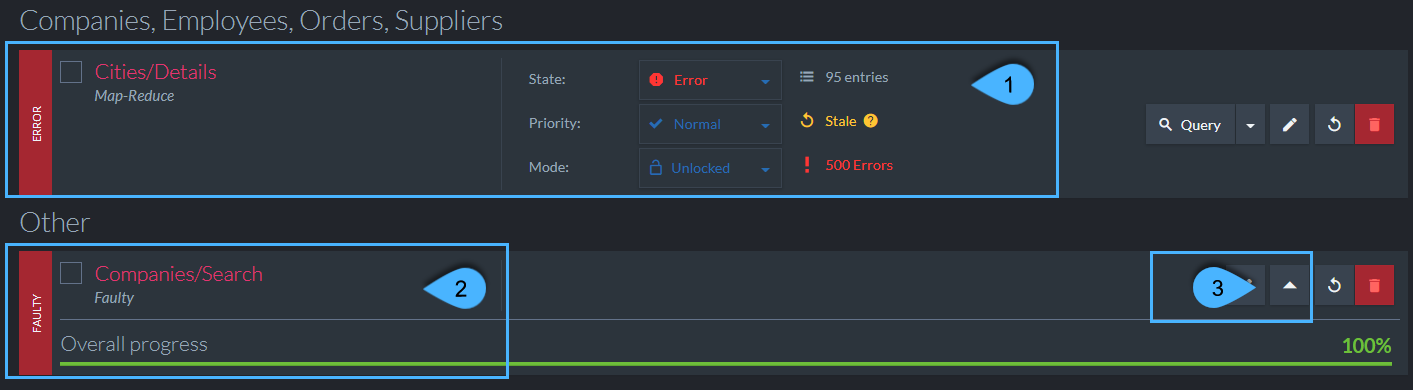 Companies, Employees, Orders, Suppliers
ERROR
Cities/Details
Map-Reduce
State:
Error
95 entries
1
Priority:
Normal
Stale ?
Mode:
Unlocked
500 Errors
Query
Other
FAULTY
Companies/Search
Faulty
2
3
Overall progress
100%